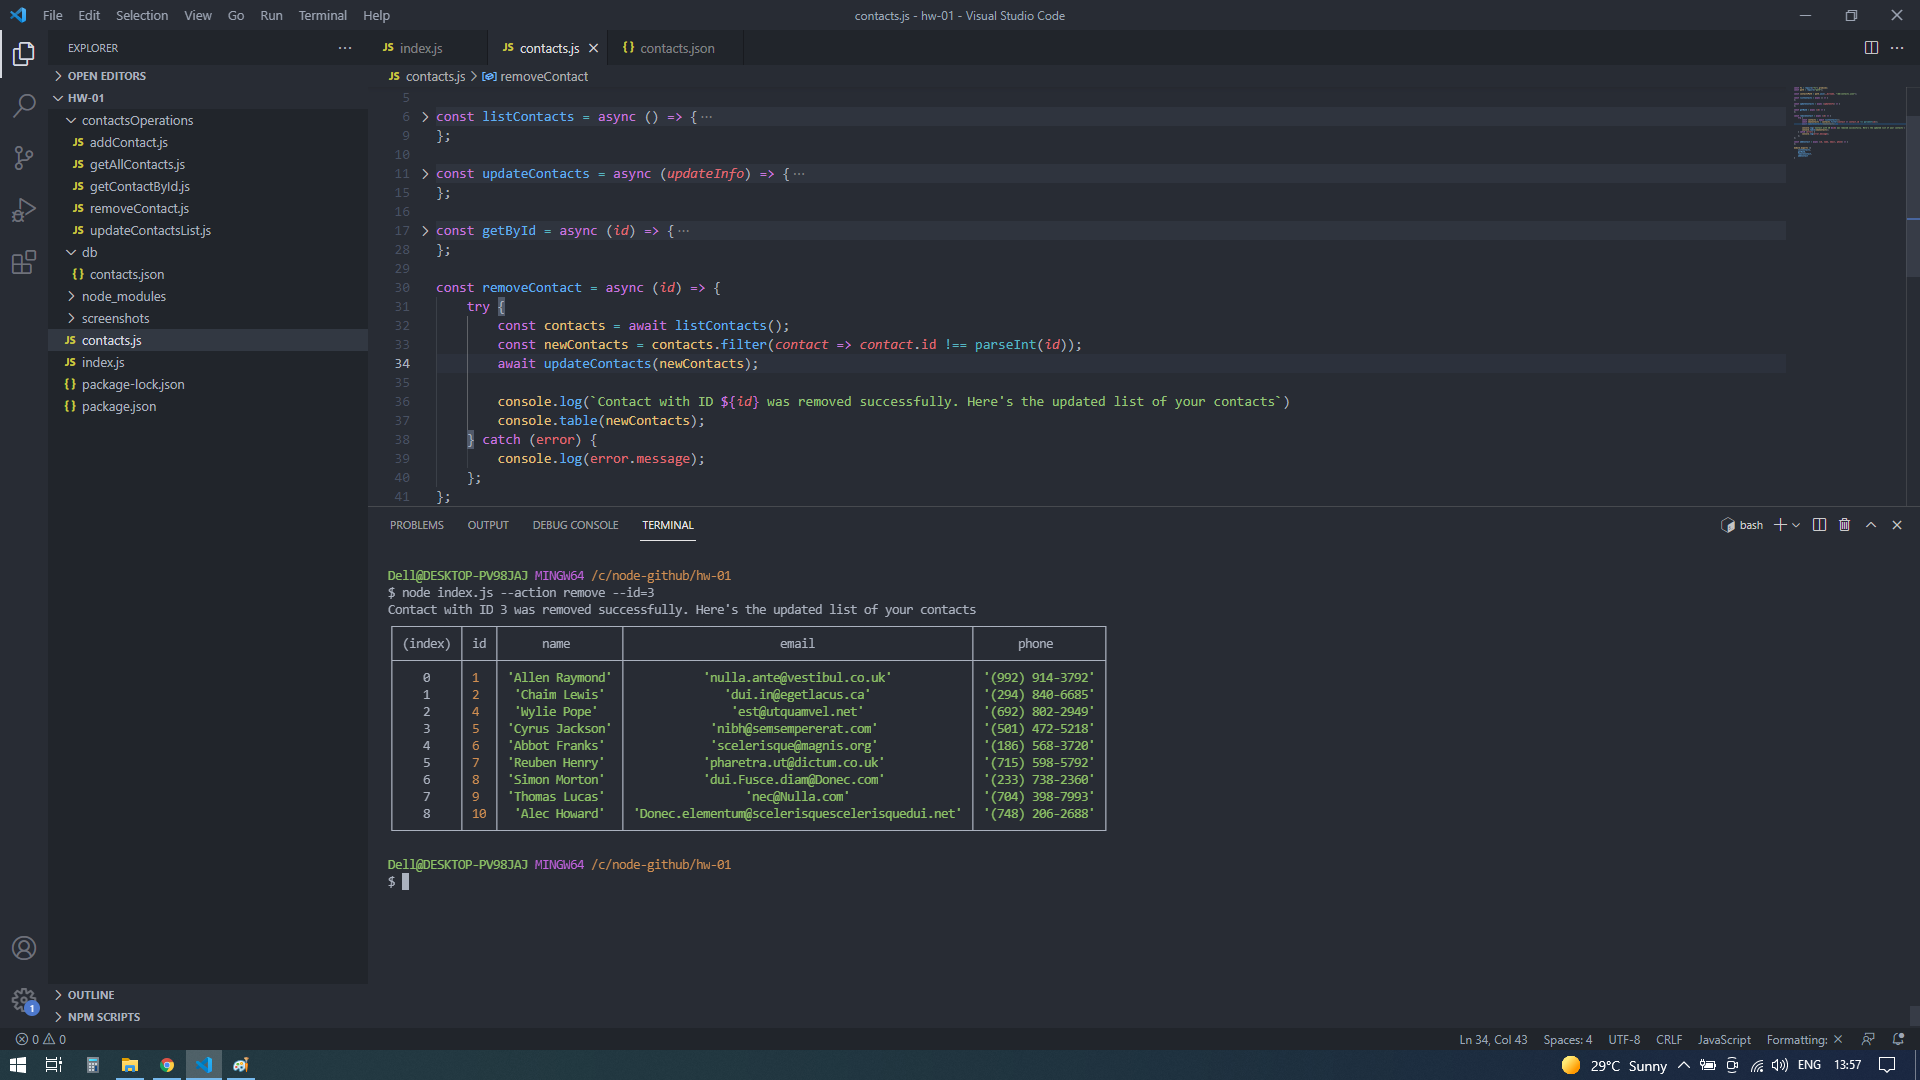 File Edit Selection View Go Run Terminal Help
contacts.js - hw-01 - Visual Studio Code
EXPLORER
OPEN EDITORS
HW-01
contactsOperations
JS addContact.js
JS getAllContacts.js
JS getContactById.js
JS removeContact.js
JS updateContactsList.js
db
{} contacts.json
node_modules
screenshots
JS contacts.js
JS index.js
{} package-lock.json
{} package.json
OUTLINE
NPM SCRIPTS
JS index.js JS contacts.js {} contacts.json
JS contacts.js > removeContact
5
6 const listContacts = async () => { ...
9 };
10
11 const updateContacts = async (updateInfo) => { ...
15 };
16
17 const getById = async (id) => { ...
28 };
29
30 const removeContact = async (id) => {
31 try {
32 const contacts = await listContacts();
33 const newContacts = contacts.filter(contact => contact.id !== parseInt(id));
34 await updateContacts(newContacts);
35
36 console.log(`Contact with ID ${id} was removed successfully. Here's the updated list of your contacts`)
37 console.table(newContacts);
38 } catch (error) {
39 console.log(error.message);
40 };
41 };
PROBLEMS OUTPUT DEBUG CONSOLE TERMINAL
bash
Dell@DESKTOP-PV98JAJ MINGW64 /c/node-github/hw-01
$ node index.js --action remove --id=3
Contact with ID 3 was removed successfully. Here's the updated list of your contacts
(index) id name email phone
0 1 'Allen Raymond' 'nulla.ante@vestibul.co.uk' '(992) 914-3792'
1 2 'Chaim Lewis' 'dui.in@egetlacus.ca' '(294) 840-6685'
2 4 'Wylie Pope' 'est@utquamvel.net' '(692) 802-2949'
3 5 'Cyrus Jackson' 'nibh@semsempererat.com' '(501) 472-5218'
4 6 'Abbot Franks' 'scelerisque@magnis.org' '(186) 568-3720'
5 7 'Reuben Henry' 'pharetra.ut@dictum.co.uk' '(715) 598-5792'
6 8 'Simon Morton' 'dui.Fusce.diam@Donec.com' '(233) 738-2360'
7 9 'Thomas Lucas' 'nec@Nulla.com' '(704) 398-7993'
8 10 'Alec Howard' 'Donec.elementum@scelerisquescelerisquedui.net' '(748) 206-2688'
Dell@DESKTOP-PV98JAJ MINGW64 /c/node-github/hw-01
$
1
0 0
Ln 34, Col 43 Spaces: 4 UTF-8 CRLF JavaScript Formatting: ×
29°C Sunny ENG 13:57